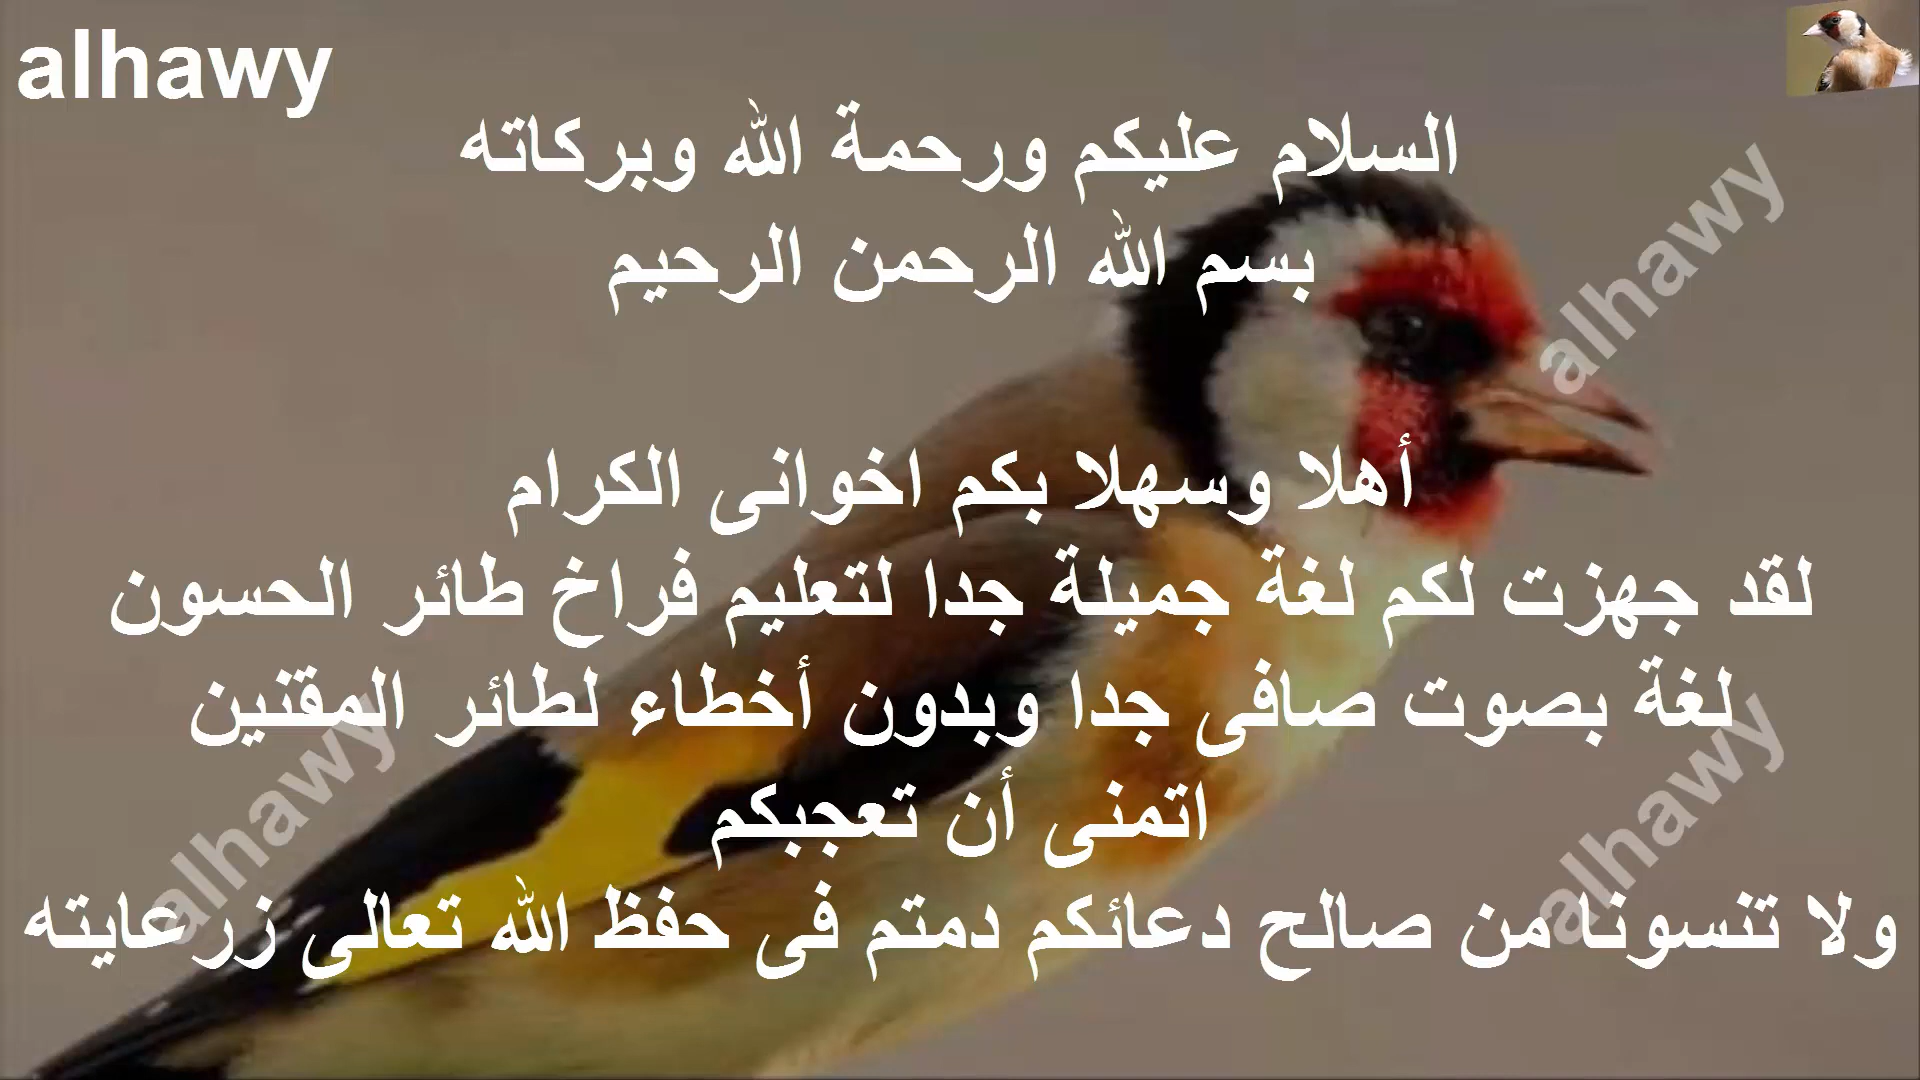 alhawy
السلام عليكم ورحمة الله وبركاته
بسم الله الرحمن الرحيم
alhawy
أهلا وسهلا بكم اخوانى الكرام
لقد جهزت لكم لغة جميلة جدا لتعليم فراخ طائر الحسون
لغة بصوت صافى جدا وبدون أخطاء لطائر المقنين
اتمنى أن تعجبكم
alhawy
alhawy
ولا تنسونا من صالح دعائكم دمتم فى حفظ الله تعالى زرعايته